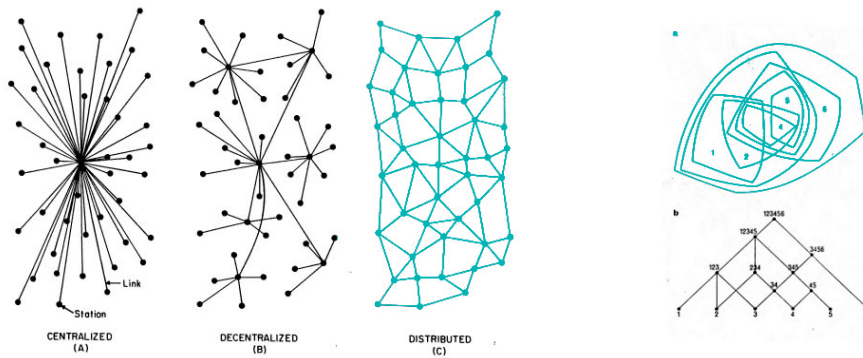 Link
Station
CENTRALIZED
(A)
DECENTRALIZED
(B)
DISTRIBUTED
(C)
a
5
6
4
1
2
b
123456
12345
3456
123
234
345
34
45
1
2
3
4
5